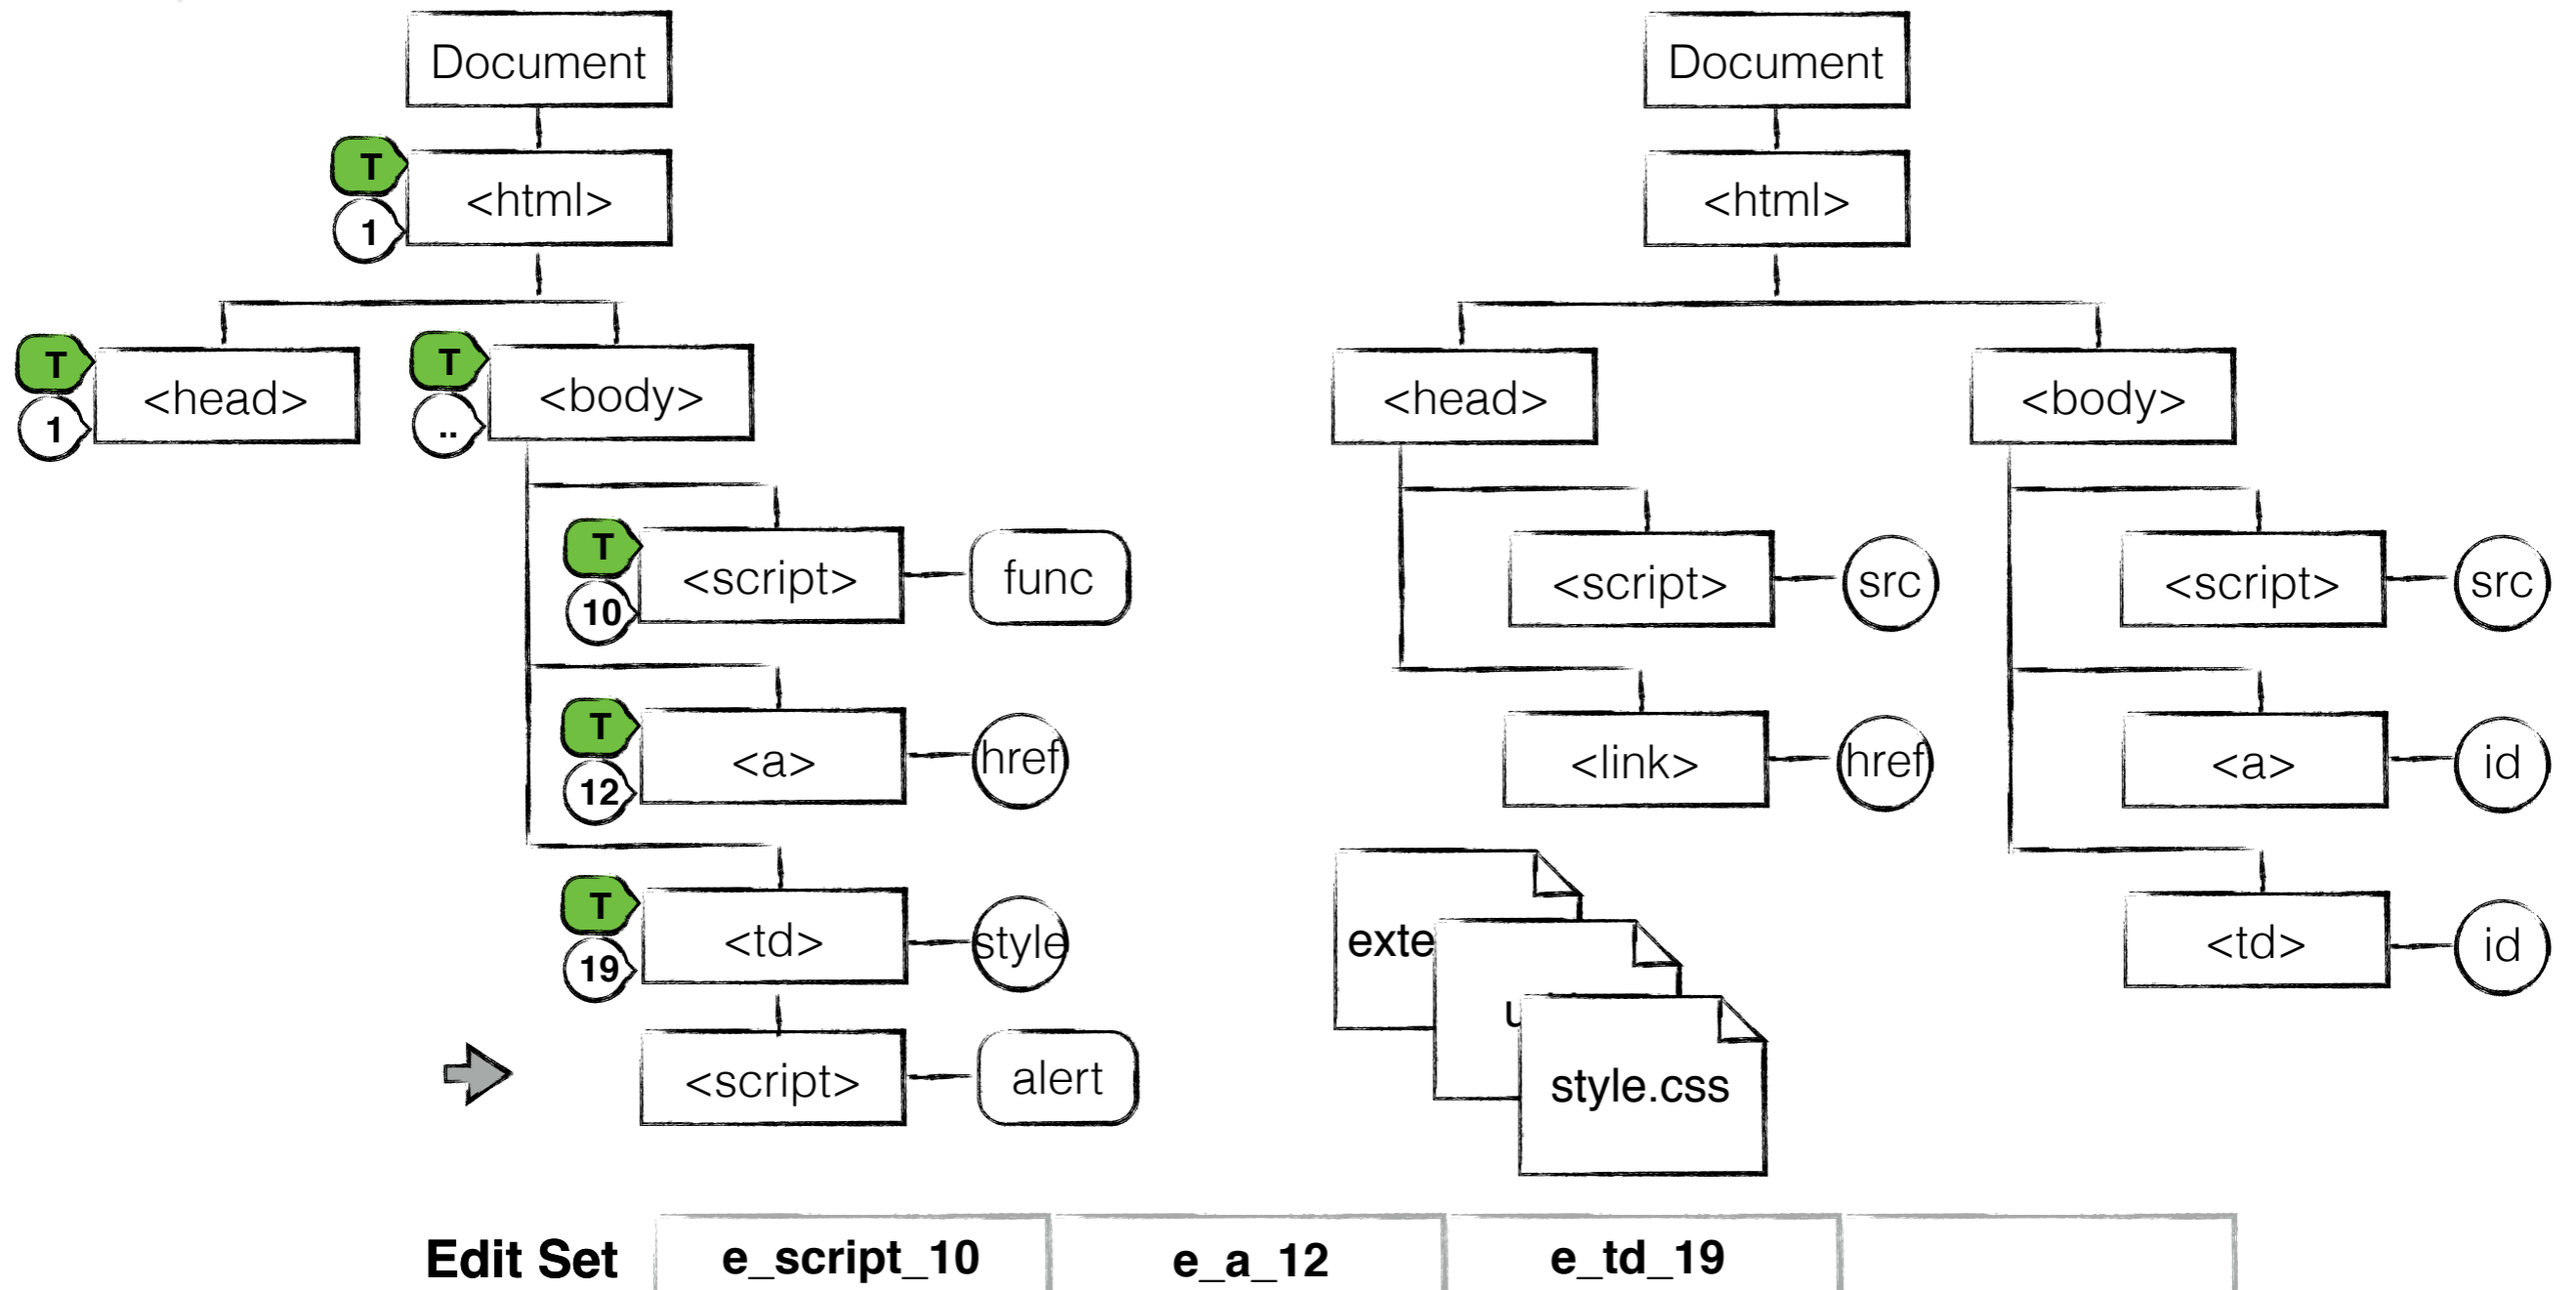 Document
T
1
<html>
T
1
<head>
T
..
<body>
T
10
<script>
func
T
12
<a>
href
T
19
<td>
style
<script>
alert
Document
<html>
<head>
<body>
<script>
src
<link>
href
<script>
src
<a>
id
<td>
id
exte
u
style.css
Edit Set
e_script_10
e_a_12
e_td_19